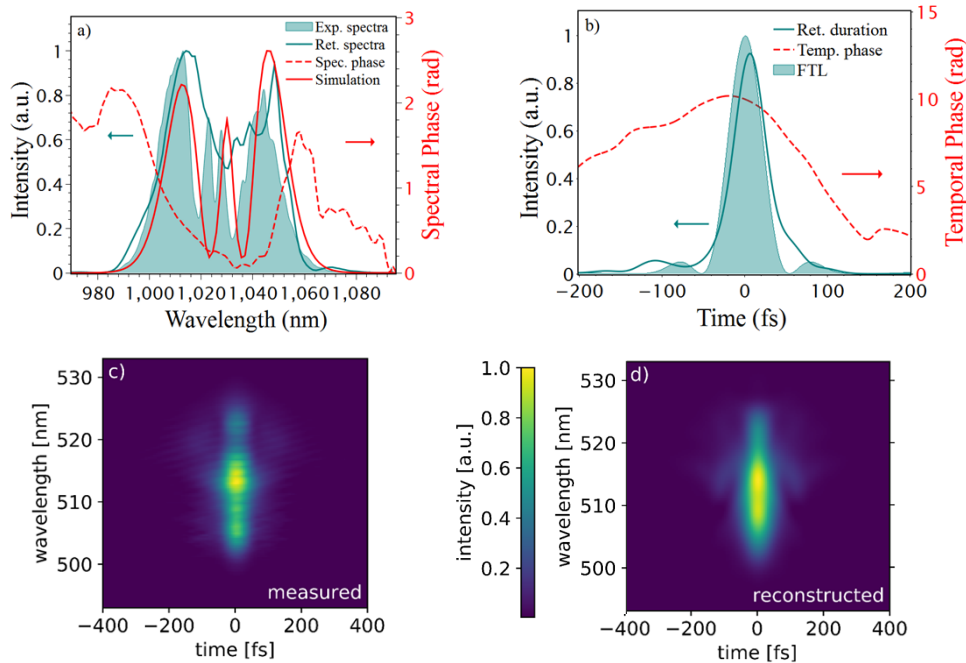 a)
Exp. spectra
Ret. spectra
Spec. phase
Simulation
1
0.8
0.6
0.4
0.2
0
Intensity (a.u.)
3
2
1
0
Spectral Phase (rad)
980
1,000
1,020
1,040
1,060
1,080
Wavelength (nm)
b)
Ret. duration
Temp. phase
FTL
1
0.8
0.6
0.4
0.2
0
Intensity (a.u.)
15
10
5
0
Temporal Phase (rad)
-200
-100
0
100
200
Time (fs)
c)
530
520
510
500
wavelength [nm]
measured
−400
−200
0
200
400
time [fs]
1.0
0.8
0.6
0.4
0.2
intensity [a.u.]
d)
530
520
510
500
wavelength [nm]
reconstructed
−400
−200
0
200
400
time [fs]